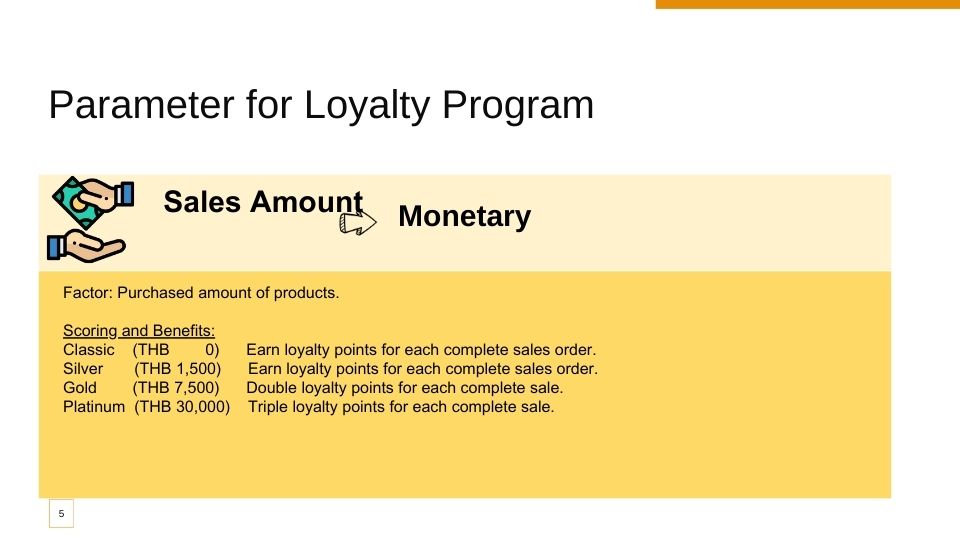 Parameter for Loyalty Program
Sales Amount
Monetary
Factor: Purchased amount of products.
Scoring and Benefits:
Classic (THB 0) Earn loyalty points for each complete sales order.
Silver (THB 1,500) Earn loyalty points for each complete sales order.
Gold (THB 7,500) Double loyalty points for each complete sale.
Platinum (THB 30,000) Triple loyalty points for each complete sale.
5